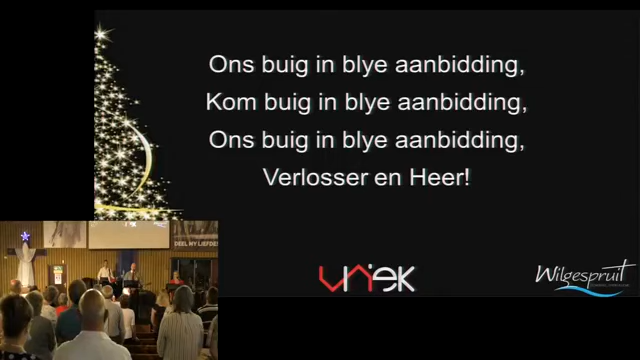 Ons buig in blye aanbidding,
Kom buig in blye aanbidding,
Ons buig in blye aanbidding,
Verlosser en Heer!
DEEL MY LIEFDE
uniek
Wilgespruit